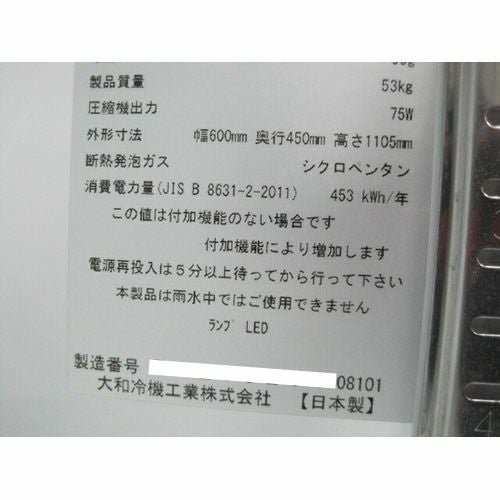 製品質量 53kg
圧縮機出力 75W
外形寸法 幅600mm 奥行450mm 高さ1105mm
断熱発泡ガス シクロペンタン
消費電力量(JIS B 8631-2-2011) 453 kWh/年
この値は付加機能のない場合です
付加機能により増加します
電源再投入は5分以上待ってから行って下さい
本製品は雨水中ではご使用できません
ﾗﾝﾌﾟ LED
製造番号 08101
大和冷機工業株式会社 【日本製】
4